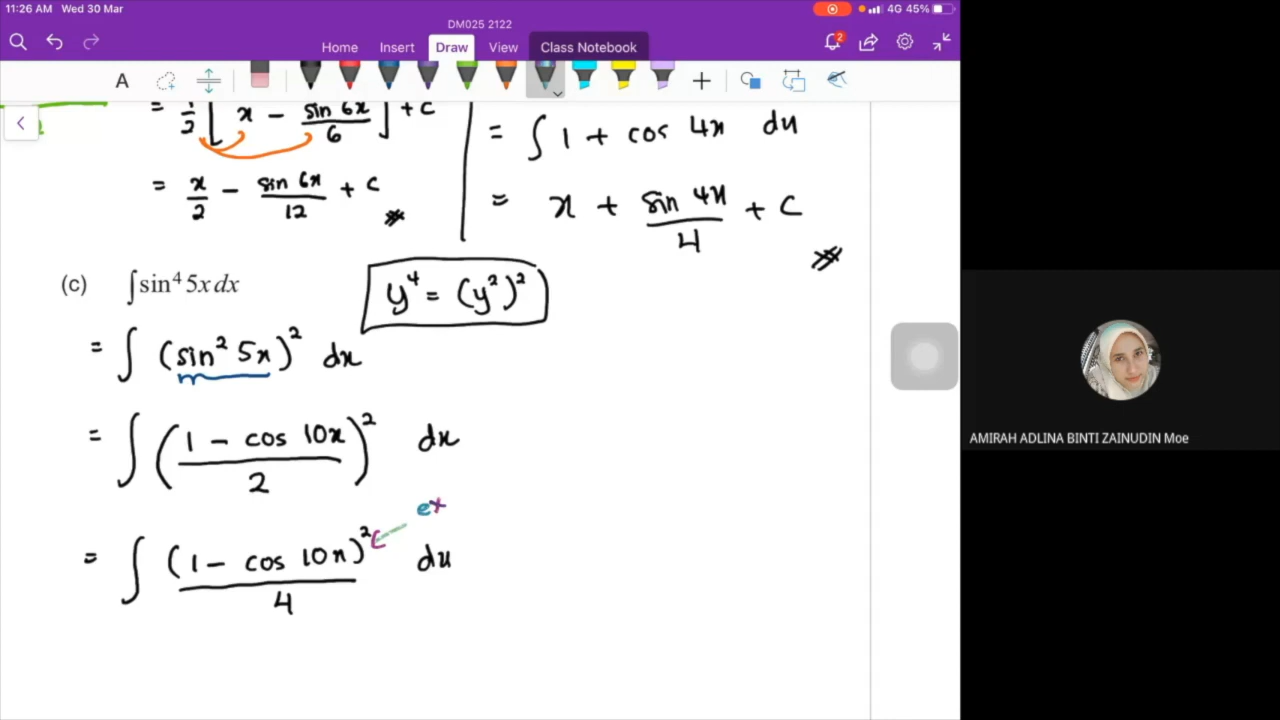 11:26 AM Wed 30 Mar
4G 45%
DM025 2122
Home Insert Draw View Class Notebook
2
A
= 1/2 [ x - sin 6x / 6 ] + c
= x/2 - sin 6x / 12 + c
= ∫ 1 + cos 4x dx
= x + sin 4x / 4 + c
(c) ∫ sin⁴ 5x dx
y⁴ = (y²)²
= ∫ (sin² 5x)² dx
= ∫ ( 1 - cos 10x / 2 )² dx
ex
= ∫ (1 - cos 10x)² / 4 dx
AMIRAH ADLINA BINTI ZAINUDIN Moe